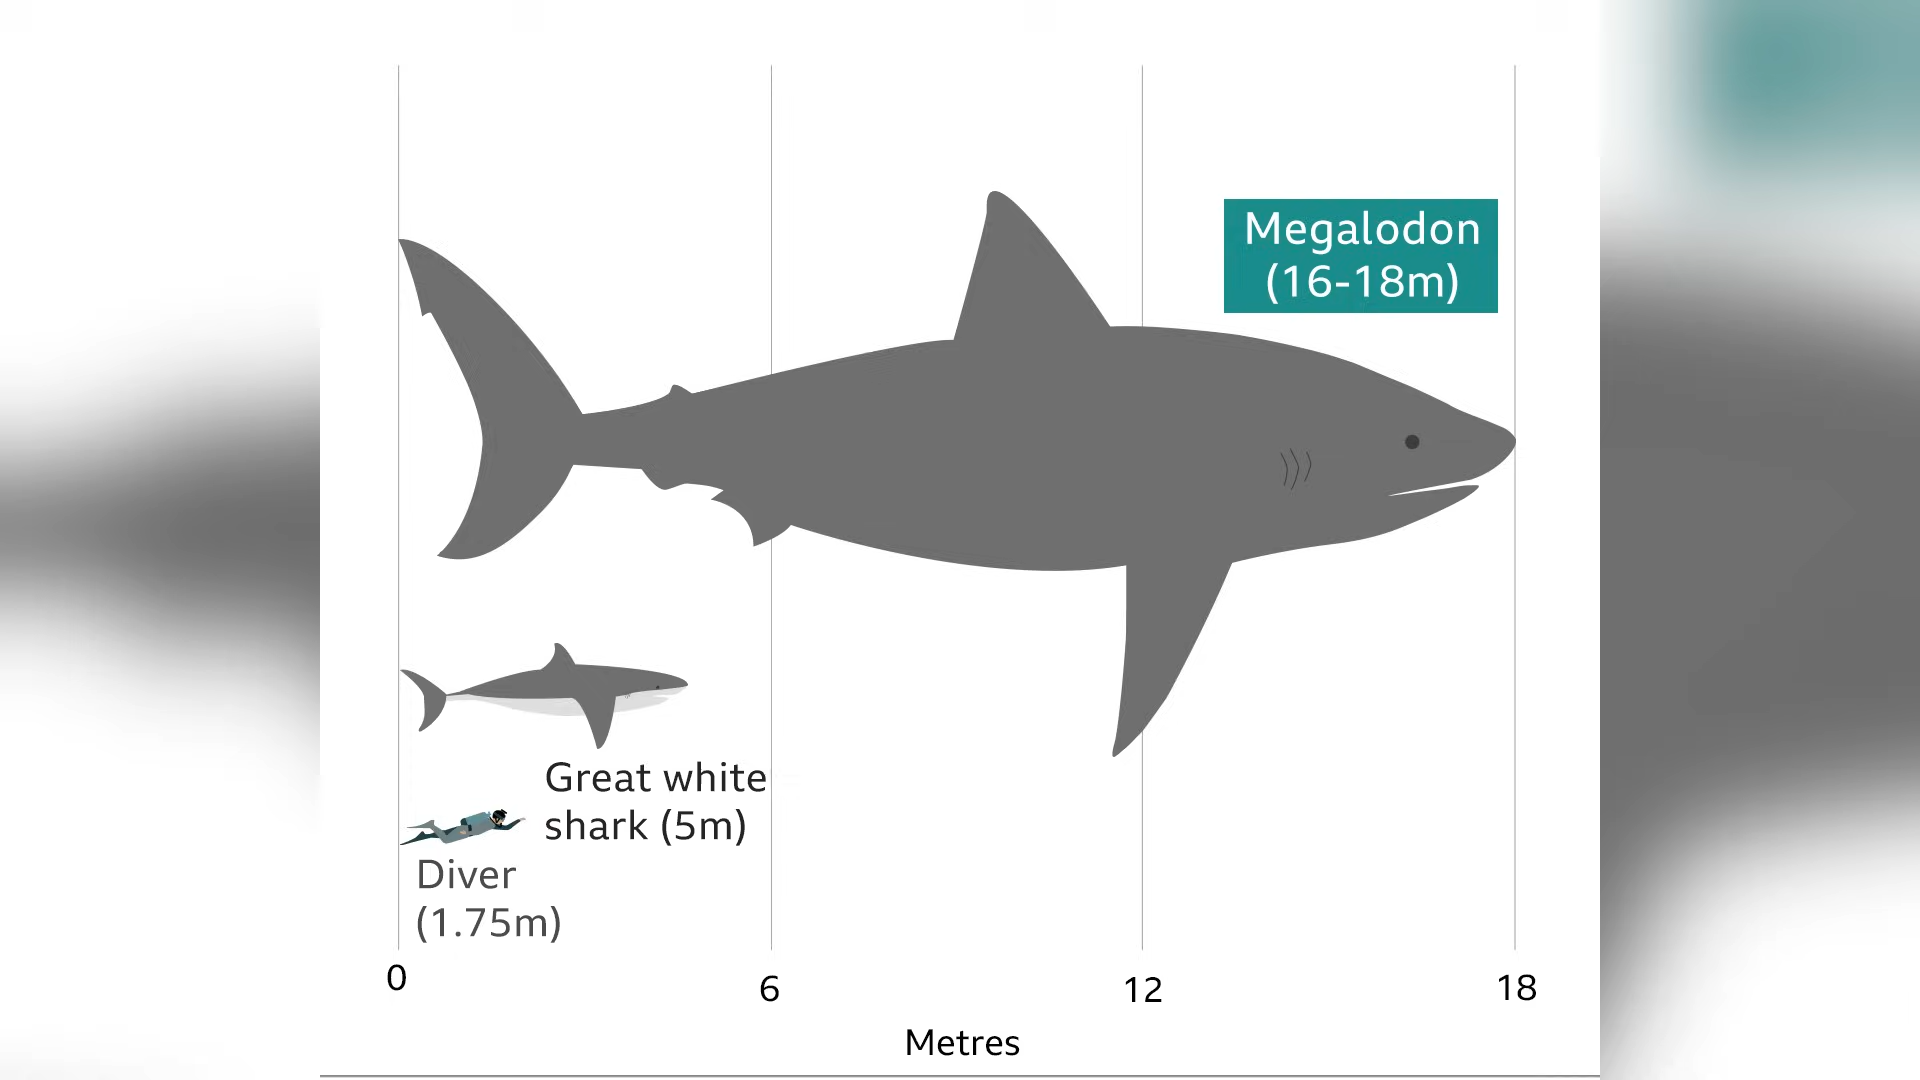 Megalodon
(16-18m)
Great white
shark (5m)
Diver
(1.75m)
0
6
12
18
Metres